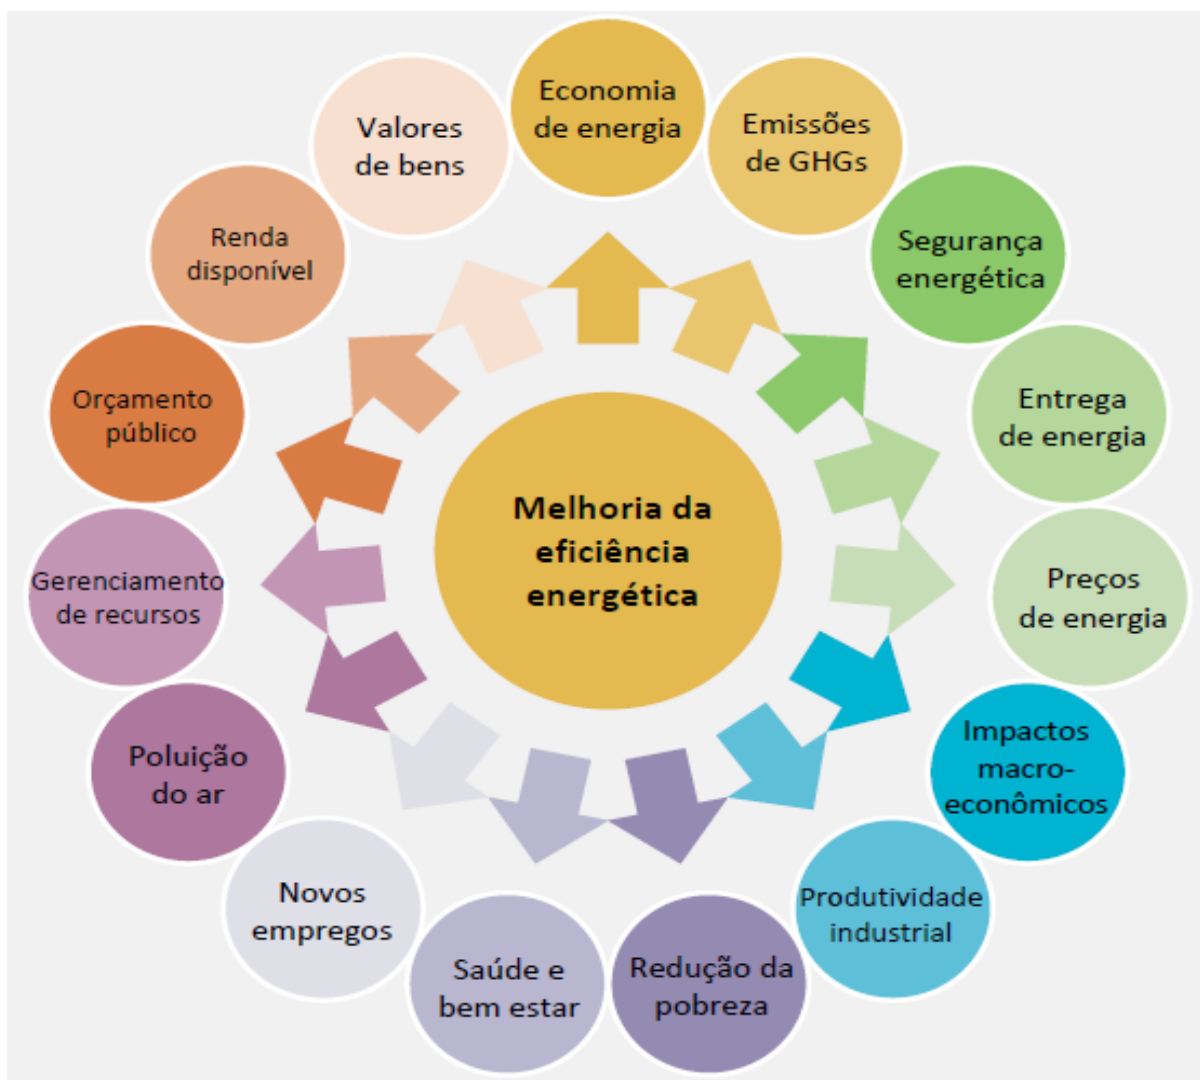 Economia
de energia
Emissões
de GHGs
Segurança
energética
Entrega
de energia
Preços
de energia
Impactos
macro-
econômicos
Produtividade
industrial
Redução da
pobreza
Saúde e
bem estar
Novos
empregos
Poluição
do ar
Gerenciamento
de recursos
Orçamento
público
Renda
disponível
Valores
de bens
Melhoria da
eficiência
energética